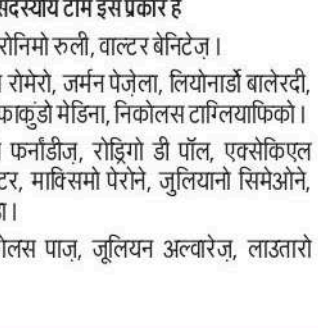 सदस्यीय टीम इस प्रकार है
रोनिमो रुली, वाल्टर बेनिटेज़ ।
रोमेरो, जर्मन पेज़ेला, लियोनार्डो बालेरदी,
फाकुंडो मेडिना, निकोलस टाग्लियाफिको ।
फर्नांडीज़, रोड्रिगो डी पॉल, एक्सेकिएल
टर, माक्सिमो पेरोने, जुलियानो सिमेओने,
ा ।
ोलस पाज़, जूलियन अल्वारेज़, लाउतारो